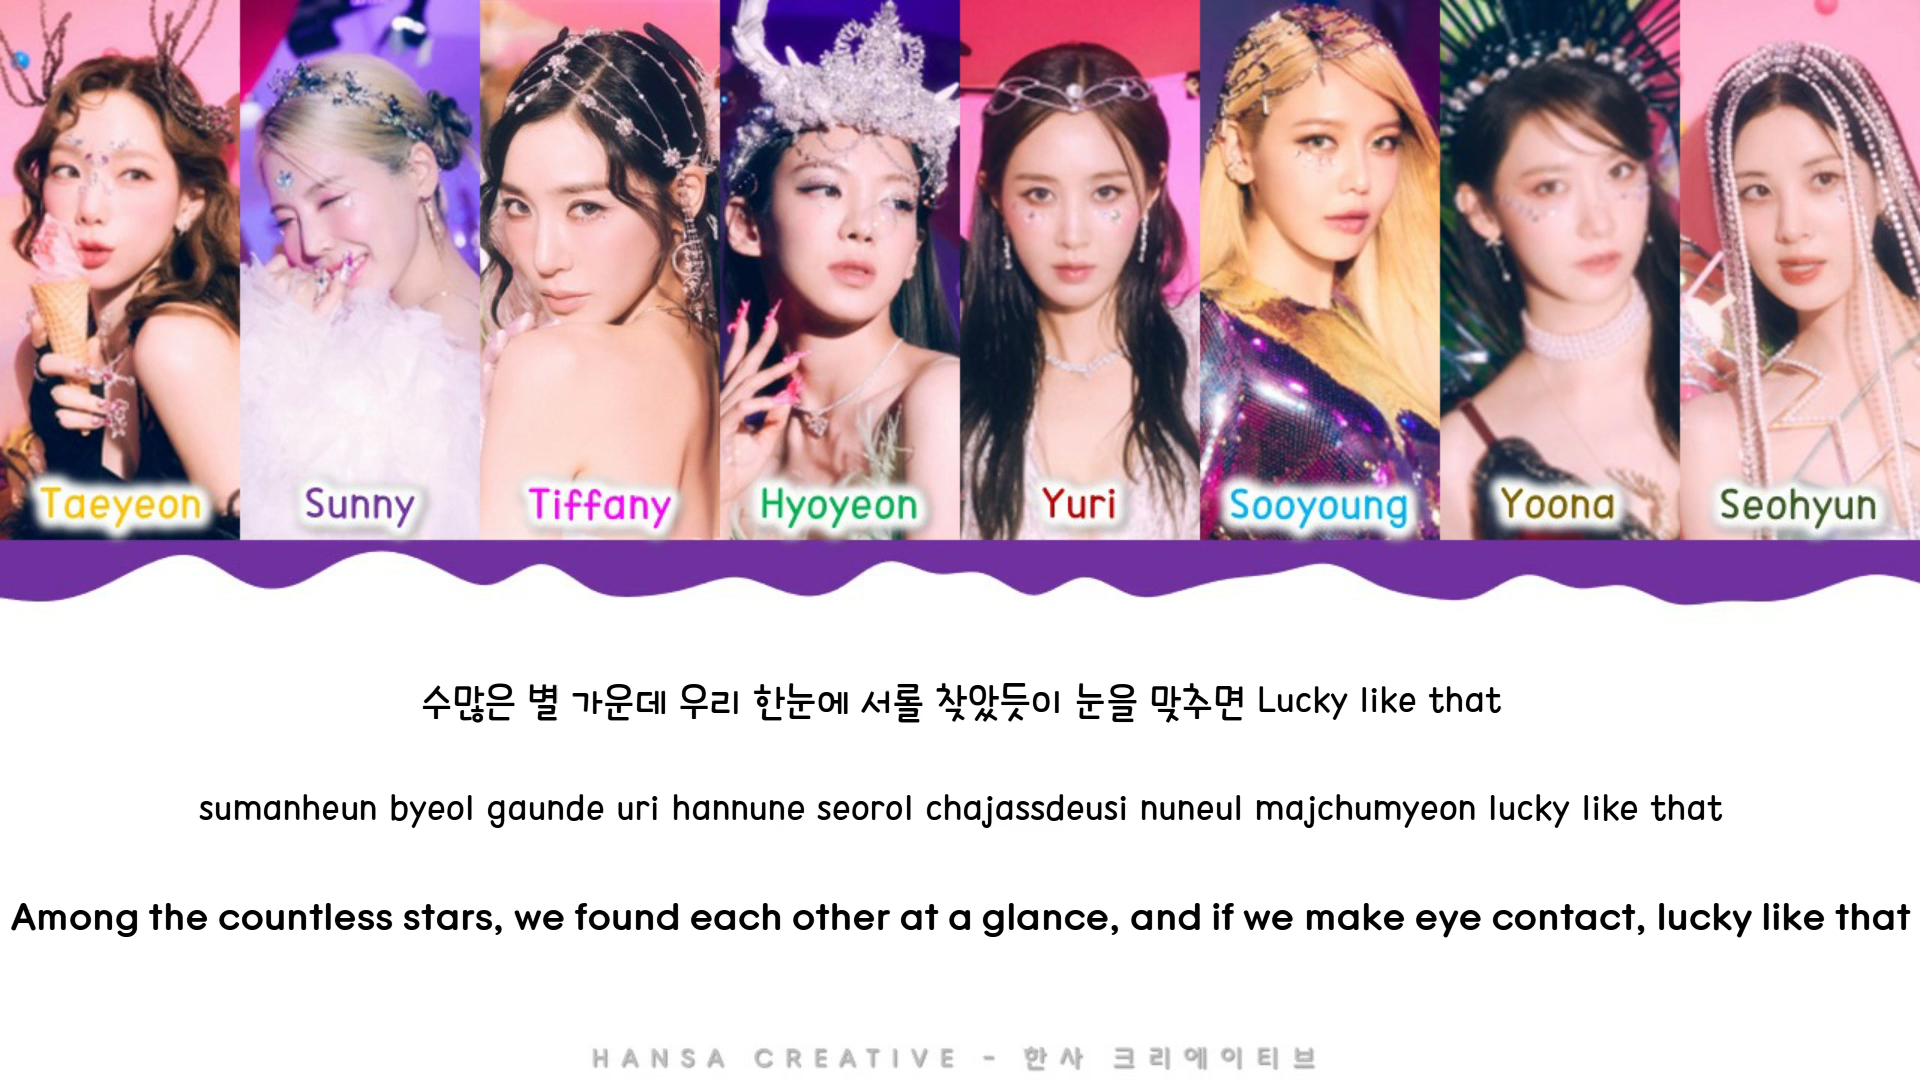 Taeyeon Sunny Tiffany Hyoyeon Yuri Sooyoung Yoona Seohyun
수많은 별 가운데 우리 한눈에 서롤 찾았듯이 눈을 맞추면 Lucky like that
sumanheun byeol gaunde uri hannune seorol chajassdeusi nuneul majchumyeon lucky like that
Among the countless stars, we found each other at a glance, and if we make eye contact, lucky like that
HANSA CREATIVE - 한사 크리에이티브